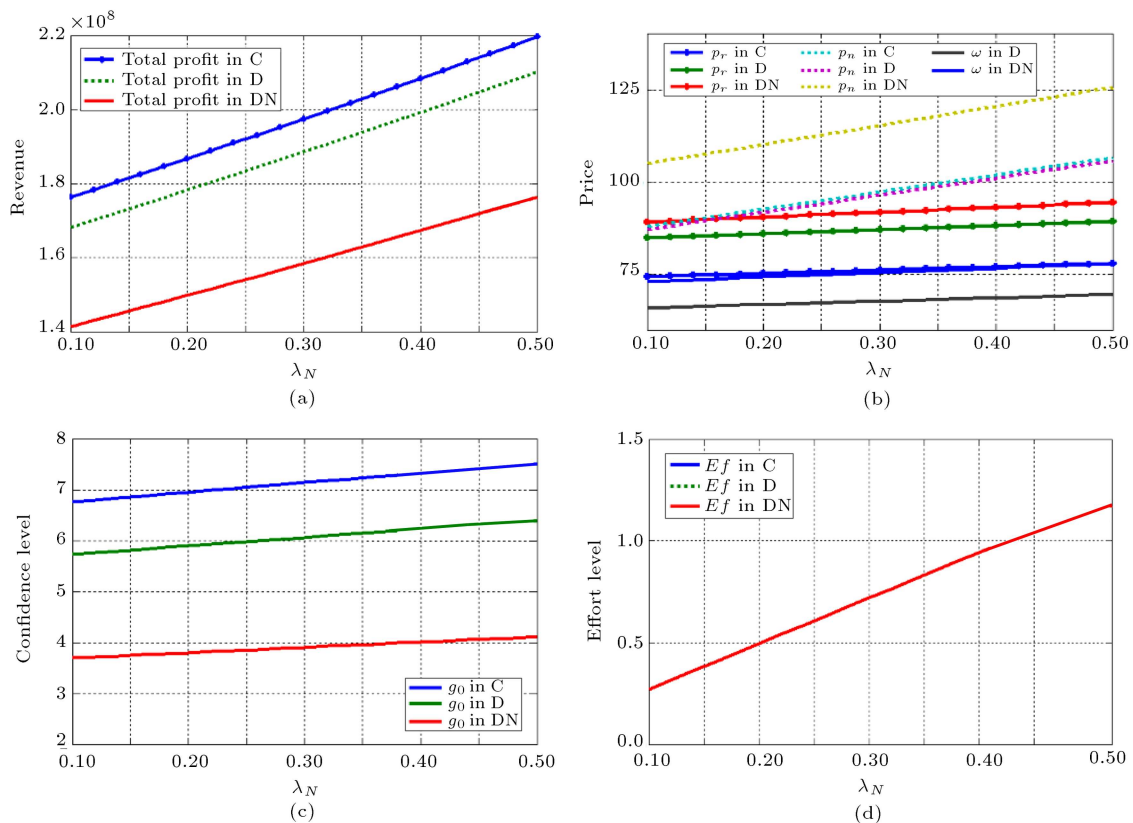 ×10⁸
2.2
2.0
1.8
1.6
1.4
Revenue
Total profit in C
Total profit in D
Total profit in DN
0.10 0.20 0.30 0.40 0.50
λ_N
(a)
125
100
75
Price
p_r in C
p_r in D
p_r in DN
p_n in C
p_n in D
p_n in DN
ω in D
ω in DN
0.10 0.20 0.30 0.40 0.50
λ_N
(b)
8
7
6
5
4
3
2
Confidence level
g₀ in C
g₀ in D
g₀ in DN
0.10 0.20 0.30 0.40 0.50
λ_N
(c)
1.5
1.0
0.5
0.0
Effort level
Ef in C
Ef in D
Ef in DN
0.10 0.20 0.30 0.40 0.50
λ_N
(d)